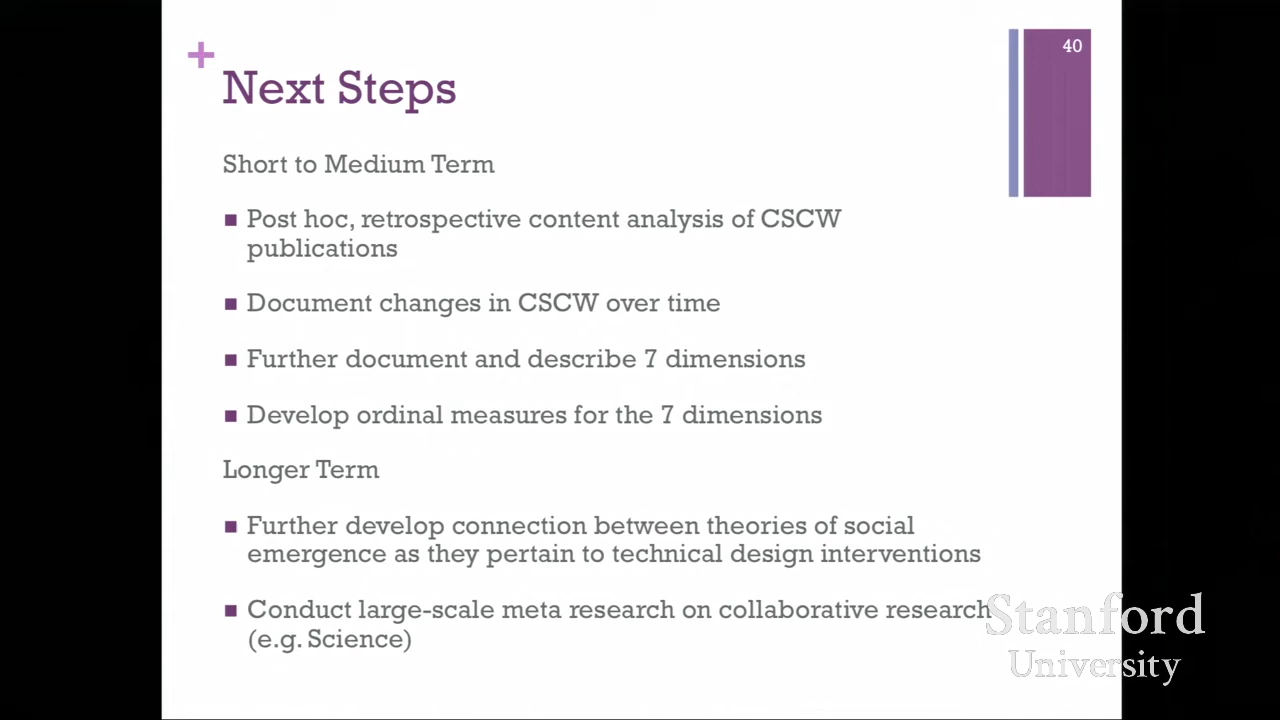 +
40
Next Steps
Short to Medium Term
■ Post hoc, retrospective content analysis of CSCW
publications
■ Document changes in CSCW over time
■ Further document and describe 7 dimensions
■ Develop ordinal measures for the 7 dimensions
Longer Term
■ Further develop connection between theories of social
emergence as they pertain to technical design interventions
■ Conduct large-scale meta research on collaborative research
(e.g. Science)
Stanford
University